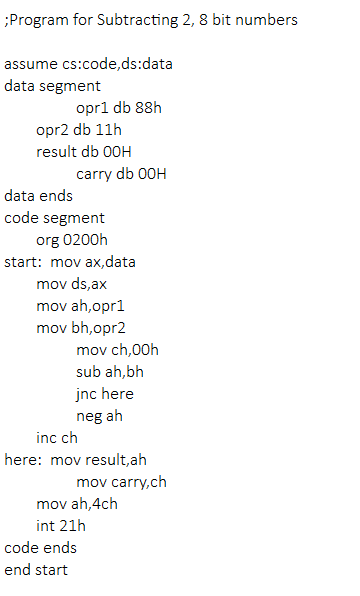 ;Program for Subtracting 2, 8 bit numbers
assume cs:code,ds:data
data segment
opr1 db 88h
opr2 db 11h
result db 00H
carry db 00H
data ends
code segment
org 0200h
start: mov ax,data
mov ds,ax
mov ah,opr1
mov bh,opr2
mov ch,00h
sub ah,bh
jnc here
neg ah
inc ch
here: mov result,ah
mov carry,ch
mov ah,4ch
int 21h
code ends
end start